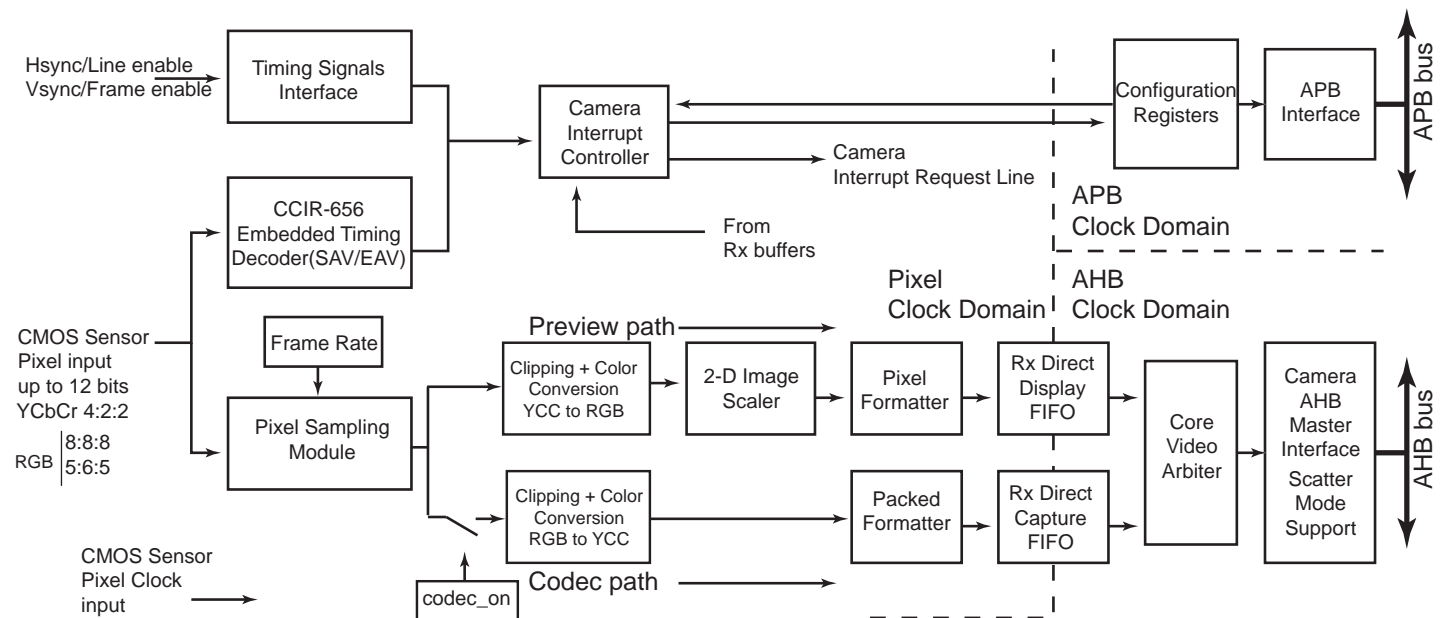 Hsync/Line enable
Vsync/Frame enable
Timing Signals
Interface
Camera
Interrupt
Controller
Configuration
Registers
APB
Interface
APB bus
Camera
Interrupt Request Line
CCIR-656
Embedded Timing
Decoder(SAV/EAV)
From
Rx buffers
APB
Clock Domain
Pixel
Clock Domain
AHB
Clock Domain
CMOS Sensor
Pixel input
up to 12 bits
YCbCr 4:2:2
RGB
8:8:8
5:6:5
Frame Rate
Pixel Sampling
Module
Preview path
Clipping + Color
Conversion
YCC to RGB
2-D Image
Scaler
Pixel
Formatter
Rx Direct
Display
FIFO
Core
Video
Arbiter
Camera
AHB
Master
Interface
Scatter
Mode
Support
AHB bus
Clipping + Color
Conversion
RGB to YCC
Packed
Formatter
Rx Direct
Capture
FIFO
Codec path
codec_on
CMOS Sensor
Pixel Clock
input